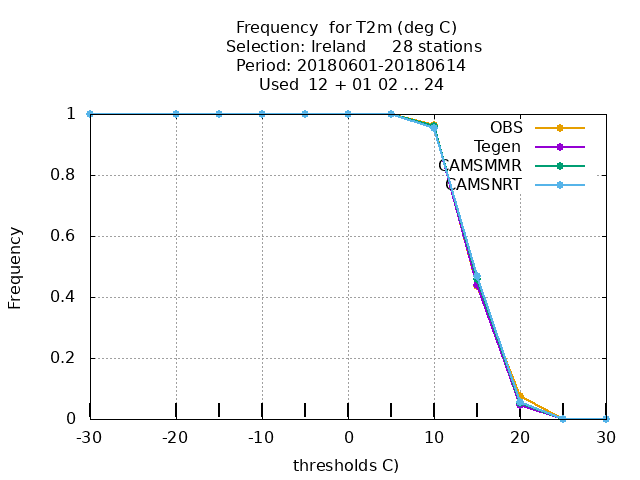 Frequency  for T2m (deg C)
Selection: Ireland     28 stations
Period: 20180601-20180614
Used  12 + 01 02 ... 24
1
0.8
0.6
0.4
0.2
0
Frequency
OBS
Tegen
CAMSMMR
CAMSNRT
-30
-20
-10
0
10
20
30
thresholds C)